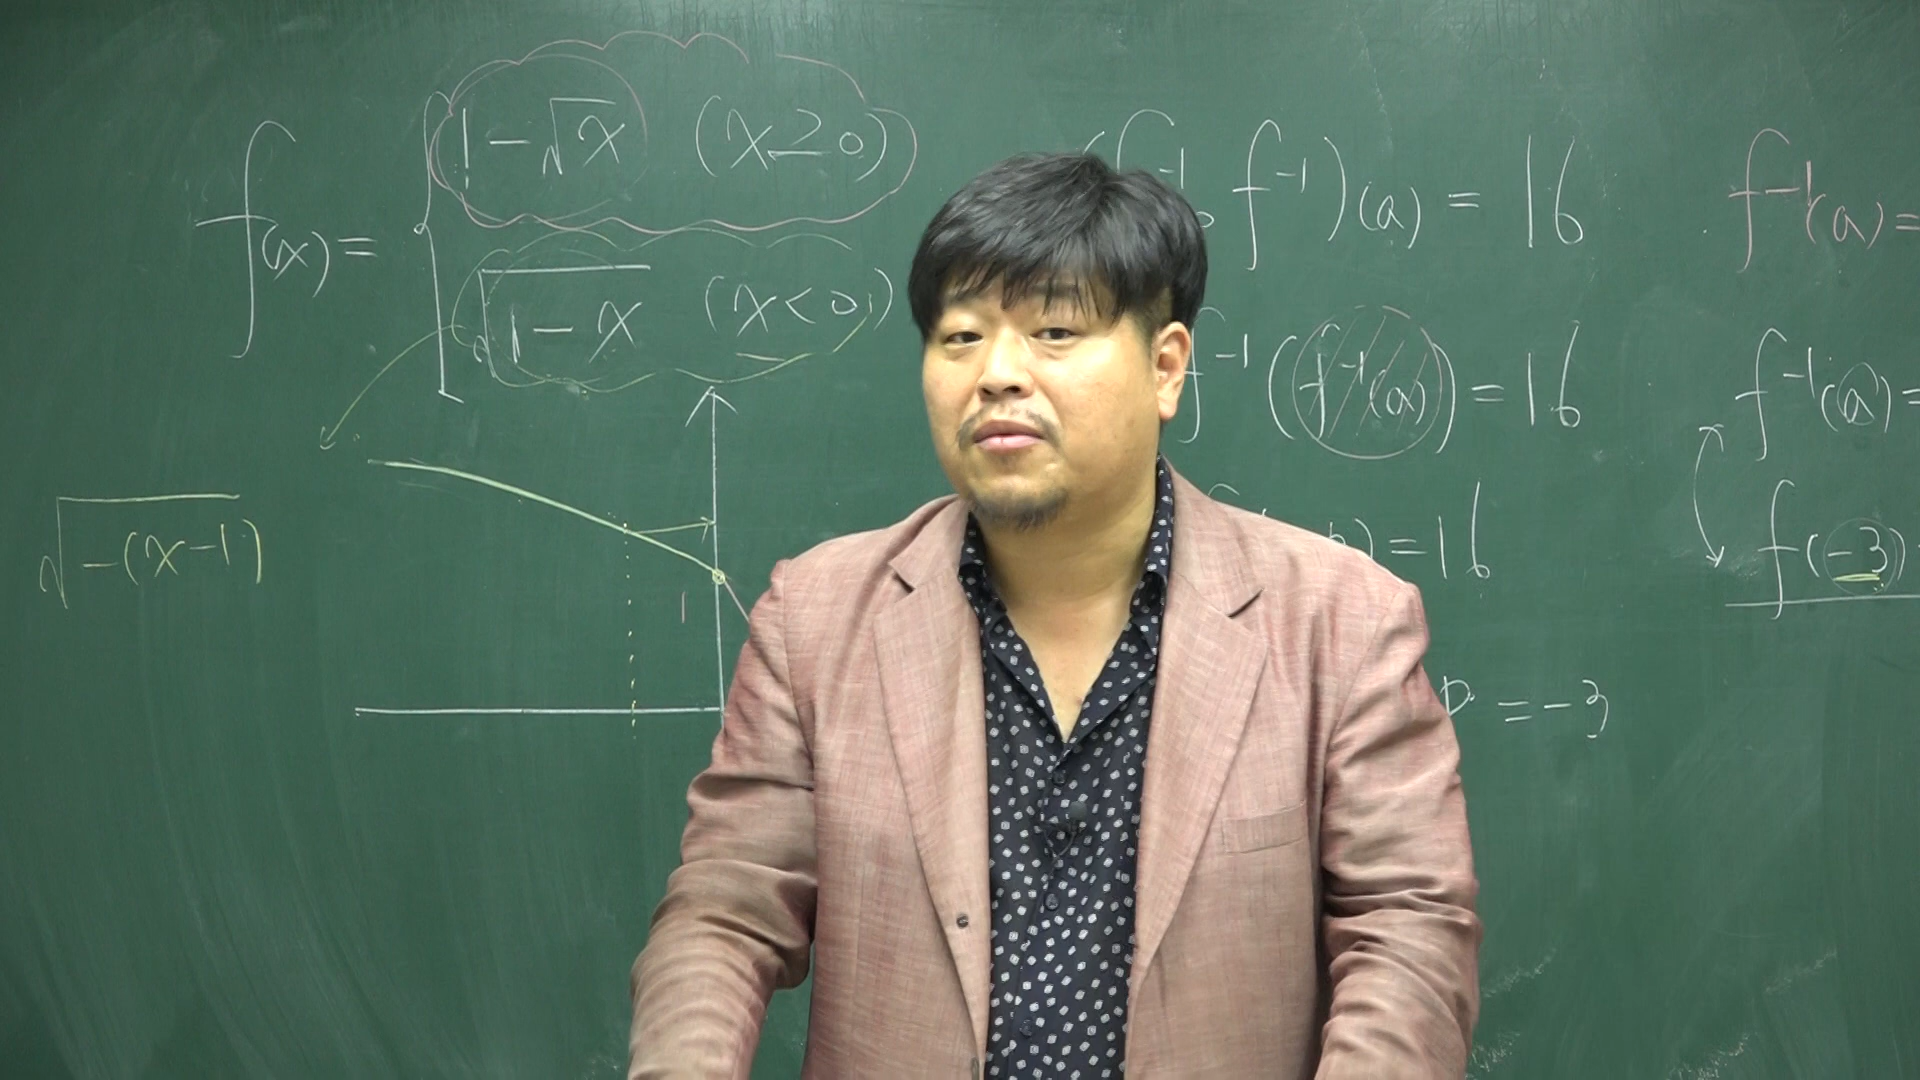 f(x) = { 1-√x (x≥0)
√(1-x) (x<0)
√(-(x-1))
1
(f⁻¹∘f⁻¹)(a) = 16
f⁻¹(f⁻¹(a)) = 16
) = 16
p = -3
f⁻¹(a) =
f⁻¹(a) =
f(-3)